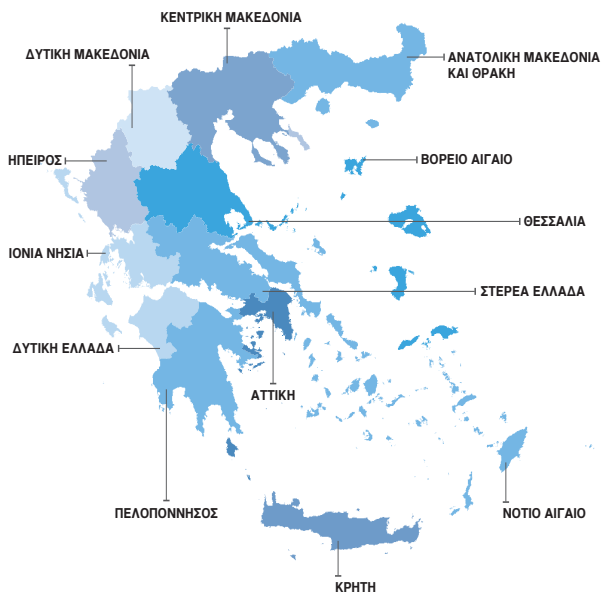 ΚΕΝΤΡΙΚΗ ΜΑΚΕΔΟΝΙΑ
ΔΥΤΙΚΗ ΜΑΚΕΔΟΝΙΑ
ΑΝΑΤΟΛΙΚΗ ΜΑΚΕΔΟΝΙΑ
ΚΑΙ ΘΡΑΚΗ
ΗΠΕΙΡΟΣ
ΒΟΡΕΙΟ ΑΙΓΑΙΟ
ΘΕΣΣΑΛΙΑ
ΙΟΝΙΑ ΝΗΣΙΑ
ΣΤΕΡΕΑ ΕΛΛΑΔΑ
ΔΥΤΙΚΗ ΕΛΛΑΔΑ
ΑΤΤΙΚΗ
ΠΕΛΟΠΟΝΝΗΣΟΣ
ΝΟΤΙΟ ΑΙΓΑΙΟ
ΚΡΗΤΗ